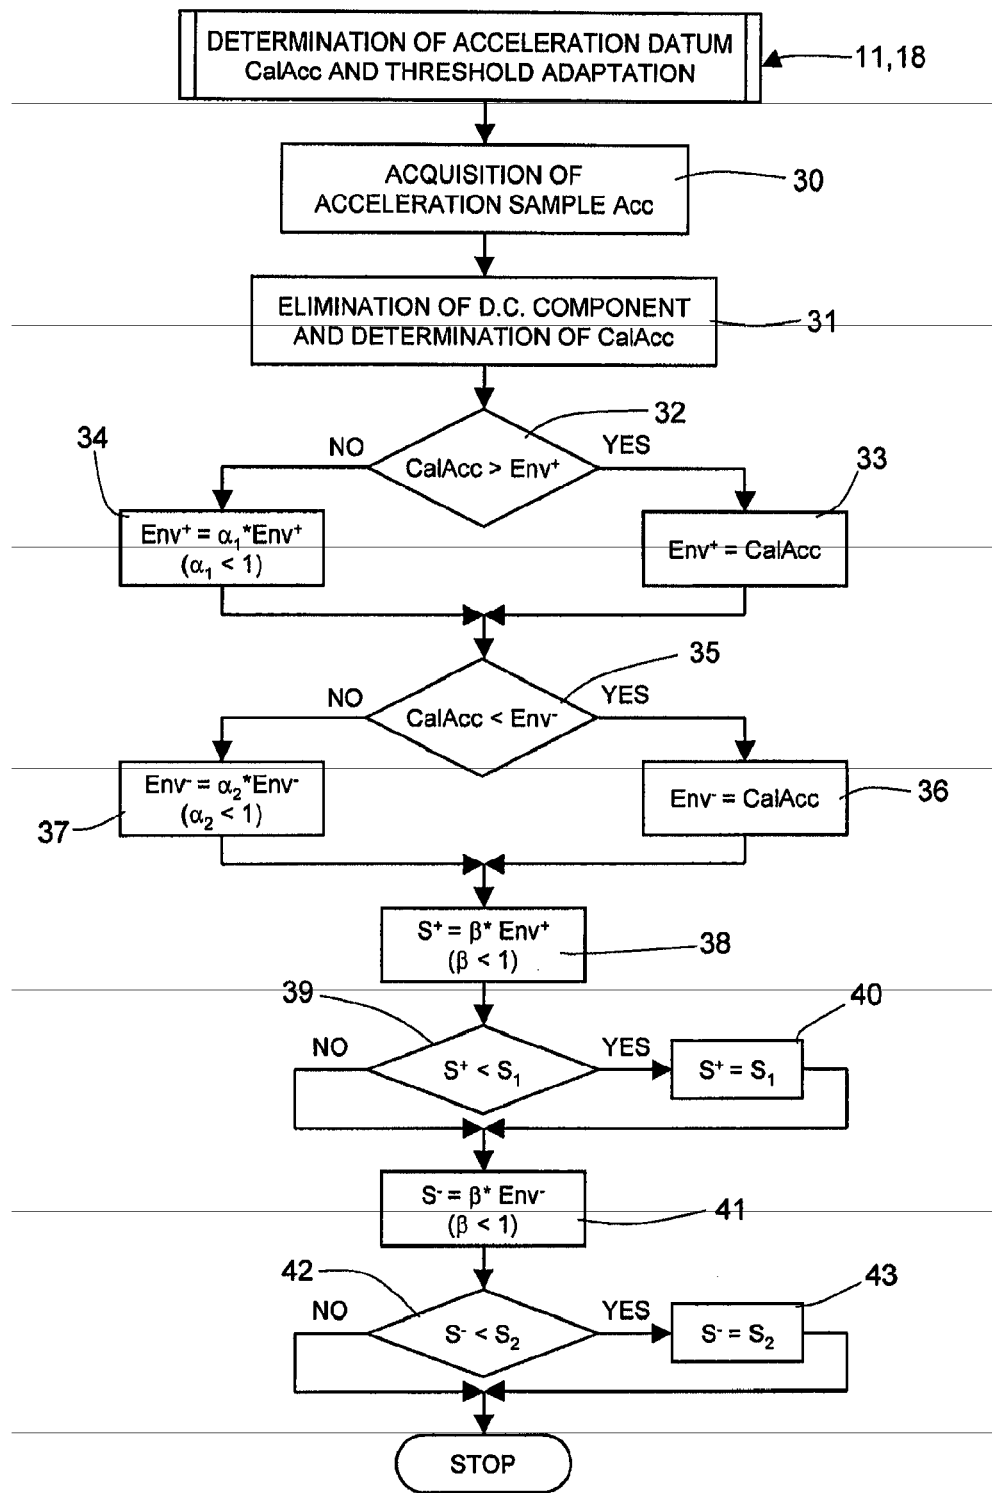 DETERMINATION OF ACCELERATION DATUM
CalAcc AND THRESHOLD ADAPTATION
11,18
ACQUISITION OF
ACCELERATION SAMPLE Acc
30
ELIMINATION OF D.C. COMPONENT
AND DETERMINATION OF CalAcc
31
32
NO
YES
CalAcc > Env⁺
34
33
Env⁺ = α₁*Env⁺
(α₁ < 1)
Env⁺ = CalAcc
35
NO
YES
CalAcc < Env⁻
Env⁻ = α₂*Env⁻
(α₂ < 1)
37
Env⁻ = CalAcc
36
S⁺ = β* Env⁺
(β < 1)
38
39
40
NO
YES
S⁺ < S₁
S⁺ = S₁
S⁻ = β* Env⁻
(β < 1)
41
42
43
NO
YES
S⁻ < S₂
S⁻ = S₂
STOP